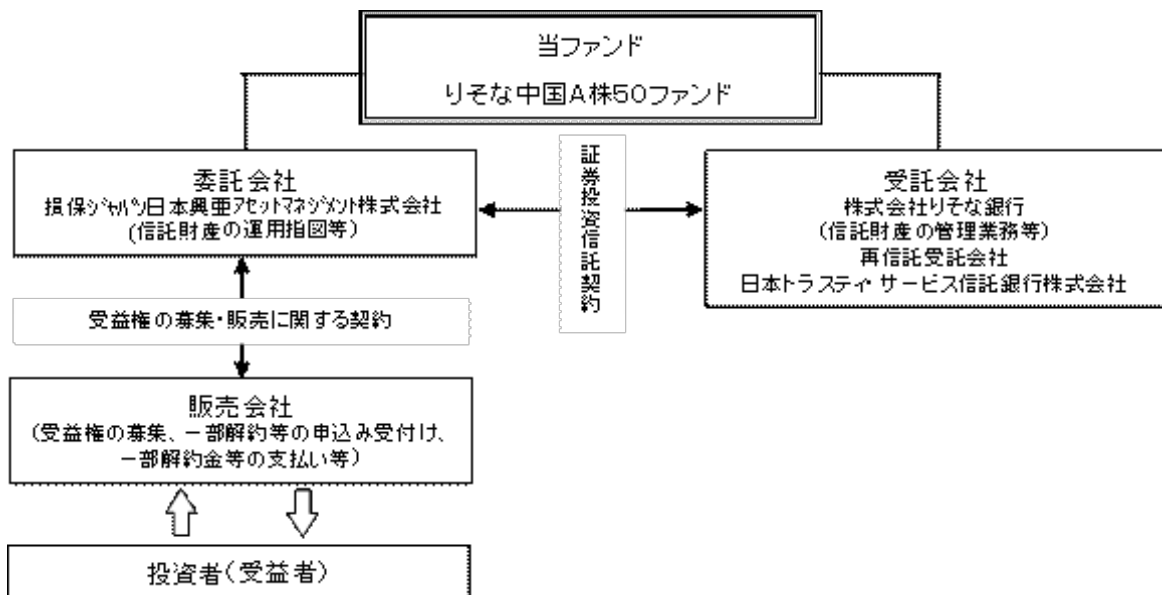 当ファンド
りそな中国A株50ファンド
委託会社
損保ジャパン日本興亜アセットマネジメント株式会社
(信託財産の運用指図等)
証券投資信託契約
受託会社
株式会社りそな銀行
(信託財産の管理業務等)
再信託受託会社
日本トラスティ・サービス信託銀行株式会社
受益権の募集・販売に関する契約
販売会社
(受益権の募集、一部解約等の申込み受付け、
一部解約金等の支払い等)
投資者(受益者)